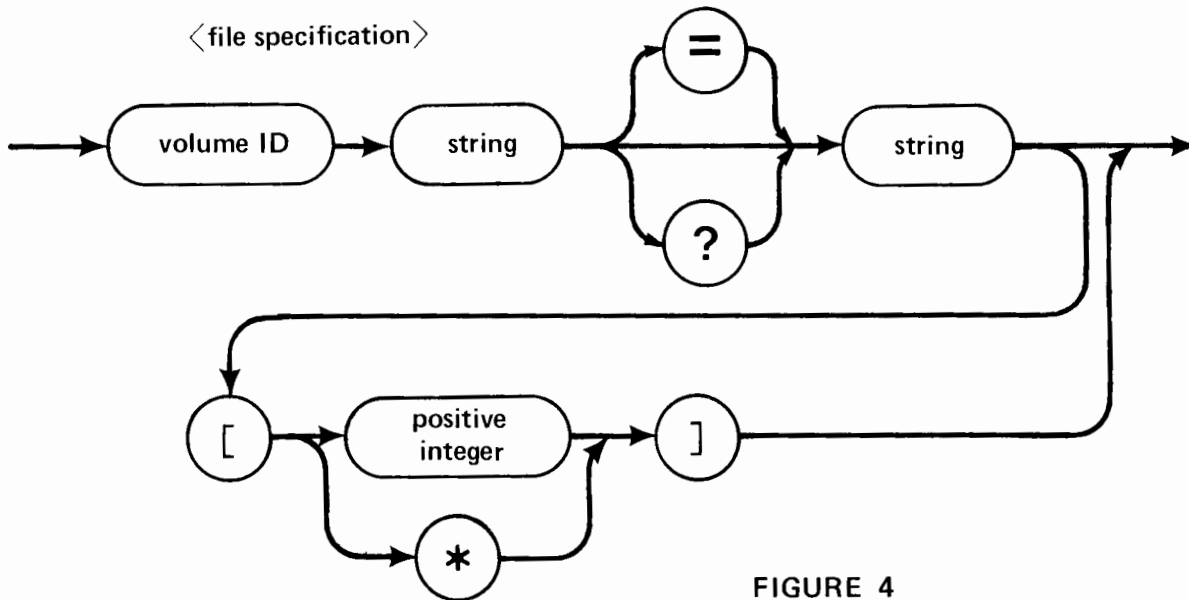 〈file specification〉
=
volume ID
string
string
?
[
positive
integer
]
*
FIGURE 4